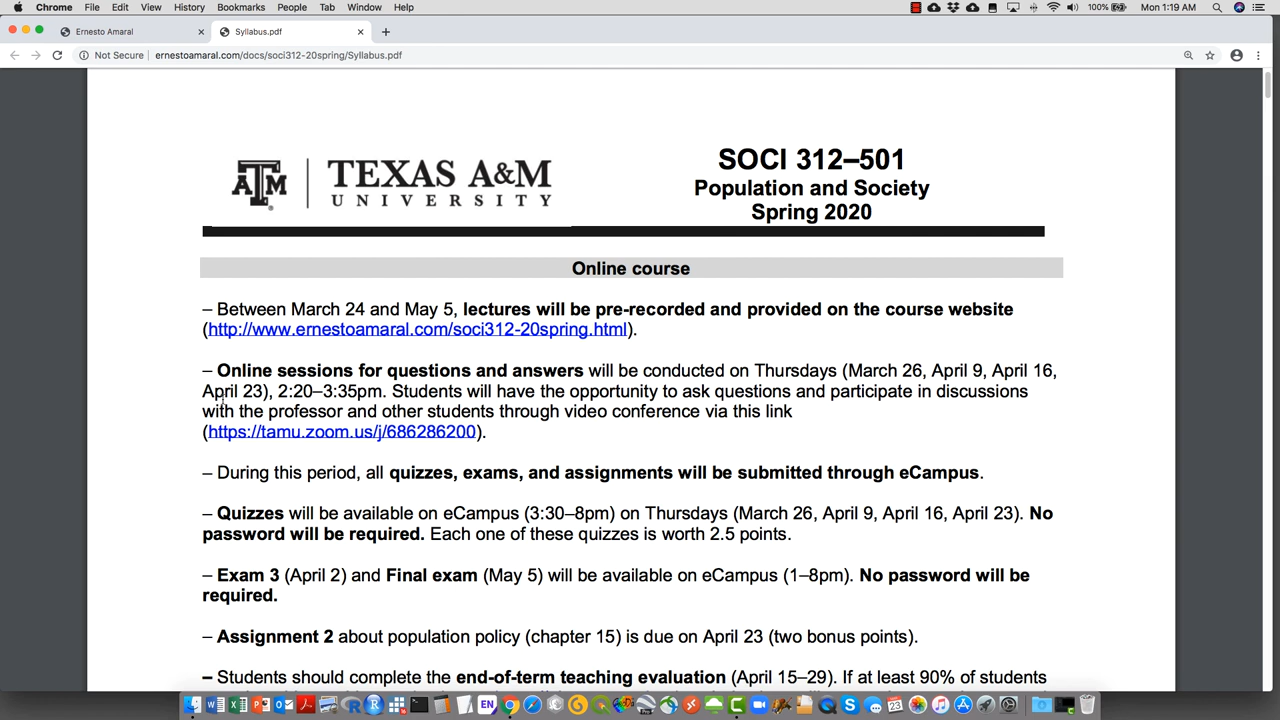 Chrome File Edit View History Bookmarks People Tab Window Help 100% Mon 1:19 AM
Ernesto Amaral Syllabus.pdf
Not Secure ernestoamaral.com/docs/soci312-20spring/Syllabus.pdf
SOCI 312–501
TEXAS A&M
UNIVERSITY
Population and Society
Spring 2020
Online course
– Between March 24 and May 5, lectures will be pre-recorded and provided on the course website
(http://www.ernestoamaral.com/soci312-20spring.html).
– Online sessions for questions and answers will be conducted on Thursdays (March 26, April 9, April 16,
April 23), 2:20–3:35pm. Students will have the opportunity to ask questions and participate in discussions
with the professor and other students through video conference via this link
(https://tamu.zoom.us/j/686286200).
– During this period, all quizzes, exams, and assignments will be submitted through eCampus.
– Quizzes will be available on eCampus (3:30–8pm) on Thursdays (March 26, April 9, April 16, April 23). No
password will be required. Each one of these quizzes is worth 2.5 points.
– Exam 3 (April 2) and Final exam (May 5) will be available on eCampus (1–8pm). No password will be
required.
– Assignment 2 about population policy (chapter 15) is due on April 23 (two bonus points).
– Students should complete the end-of-term teaching evaluation (April 15–29). If at least 90% of students